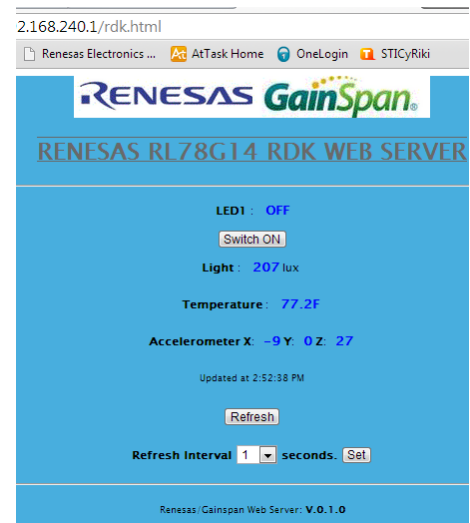 2.168.240.1/rdk.html
Renesas Electronics ... At AtTask Home OneLogin STICyRiki
RENESAS GainSpan®
RENESAS RL78G14 RDK WEB SERVER
LED1 : OFF
Switch ON
Light : 207 lux
Temperature : 77.2F
Accelerometer X: -9 Y: 0 Z: 27
Updated at 2:52:38 PM
Refresh
Refresh Interval 1 seconds. Set
Renesas/Gainspan Web Server: V.0.1.0